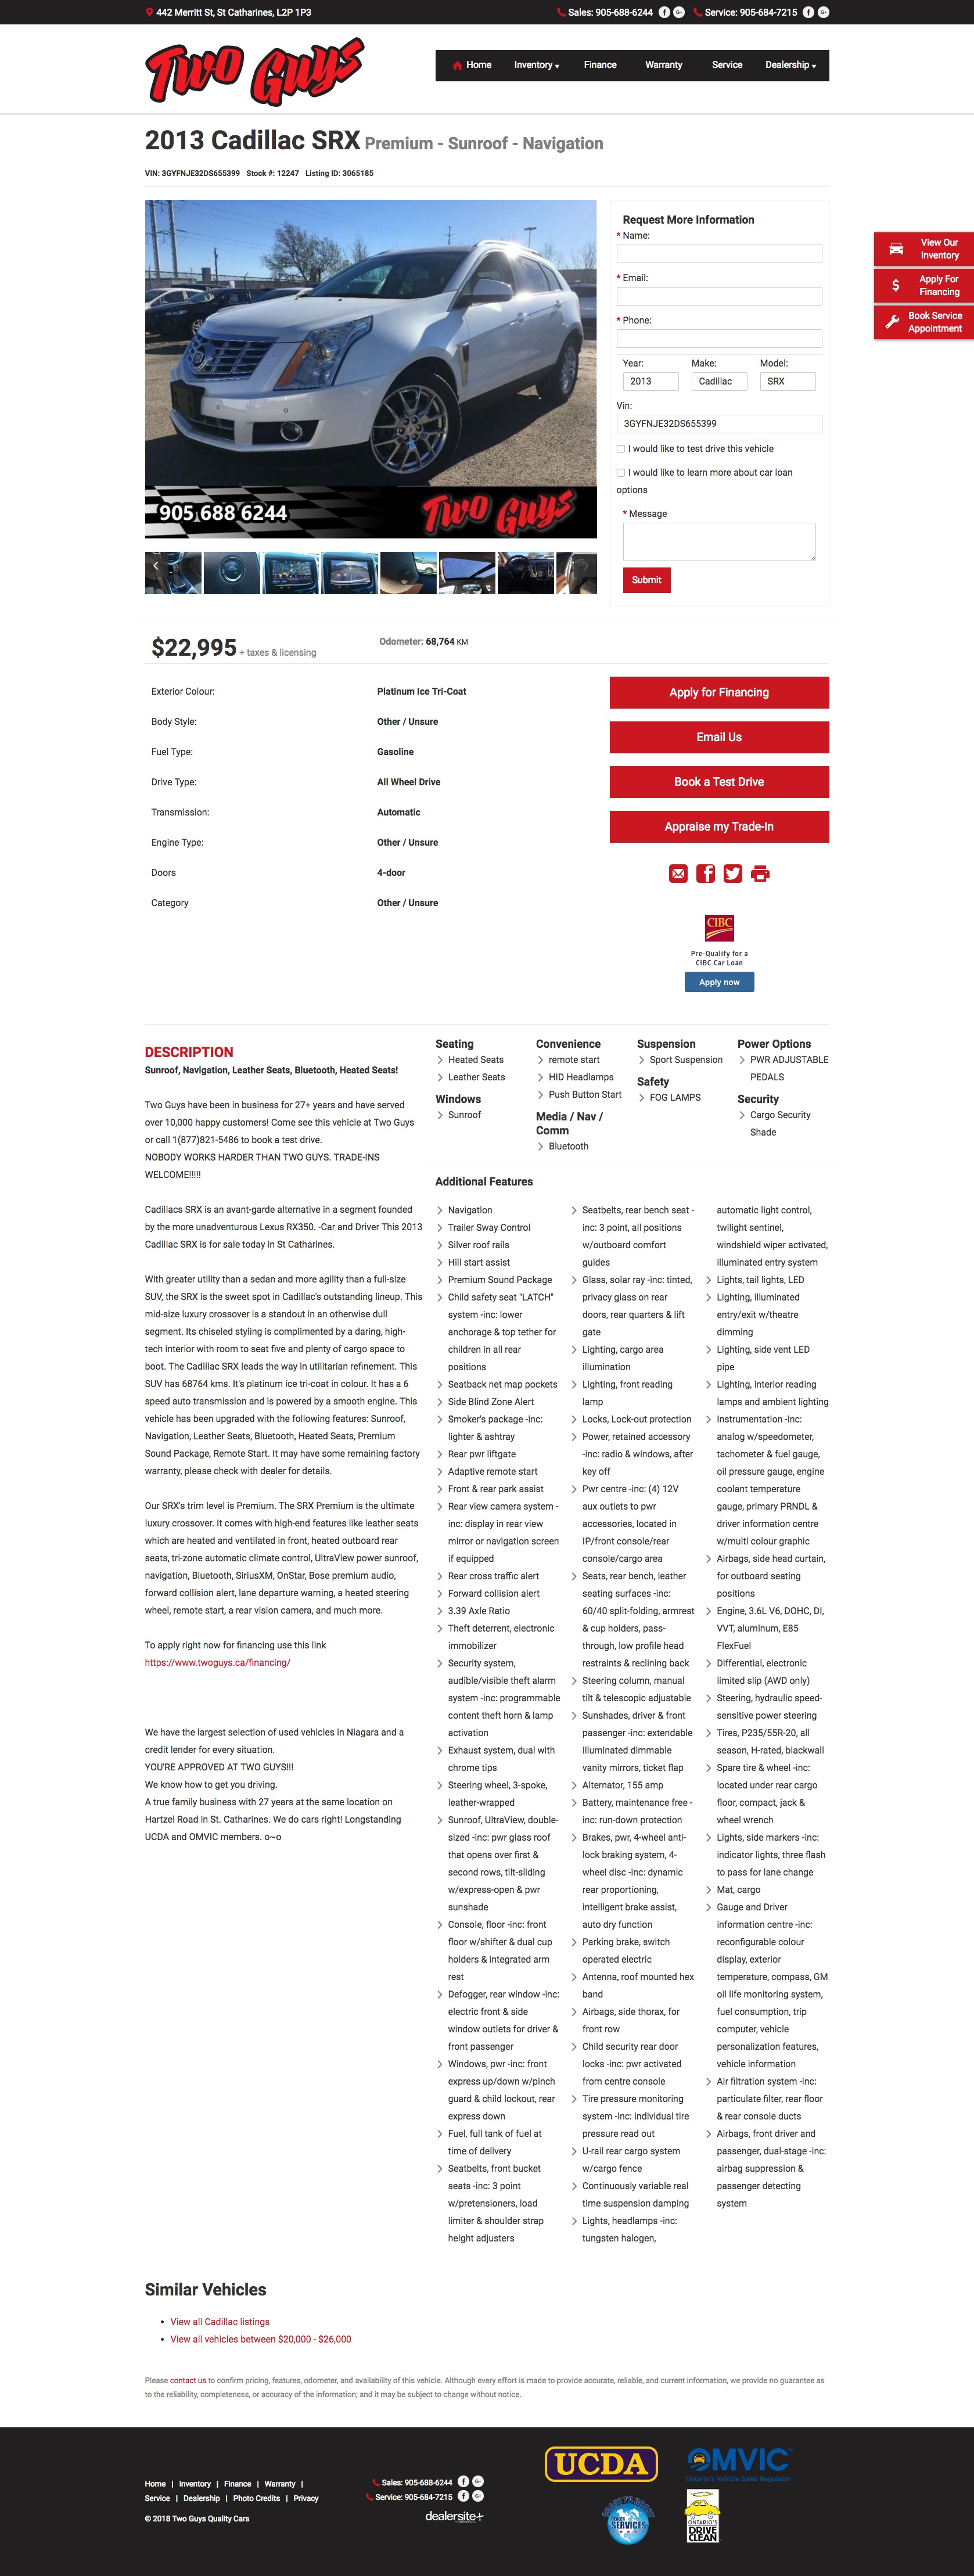 442 Merritt St, St Catharines, L2P 1P3
Sales: 905-688-6244 Service: 905-684-7215
Two Guys
Home Inventory Finance Warranty Service Dealership
2013 Cadillac SRX Premium - Sunroof - Navigation
VIN: 3GYFNJE32DS655399 Stock #: 12247 Listing ID: 3065185
905 688 6244 Two Guys
Request More Information
* Name:
* Email:
* Phone:
Year: Make: Model:
2013 Cadillac SRX
Vin:
3GYFNJE32DS655399
I would like to test drive this vehicle
I would like to learn more about car loan
options
* Message
Submit
View Our
Inventory
Apply For
Financing
Book Service
Appointment
$22,995 + taxes & licensing
Odometer: 68,764 KM
Exterior Colour: Platinum Ice Tri-Coat
Body Style: Other / Unsure
Fuel Type: Gasoline
Drive Type: All Wheel Drive
Transmission: Automatic
Engine Type: Other / Unsure
Doors 4-door
Category Other / Unsure
Apply for Financing
Email Us
Book a Test Drive
Appraise my Trade-In
CIBC
Pre-Qualify for a
CIBC Car Loan
Apply now
DESCRIPTION
Sunroof, Navigation, Leather Seats, Bluetooth, Heated Seats!
Two Guys have been in business for 27+ years and have served
over 10,000 happy customers! Come see this vehicle at Two Guys
or call 1(877)821-5486 to book a test drive.
NOBODY WORKS HARDER THAN TWO GUYS. TRADE-INS
WELCOME!!!!!
Cadillacs SRX is an avant-garde alternative in a segment founded
by the more unadventurous Lexus RX350. -Car and Driver This 2013
Cadillac SRX is for sale today in St Catharines.
With greater utility than a sedan and more agility than a full-size
SUV, the SRX is the sweet spot in Cadillac's outstanding lineup. This
mid-size luxury crossover is a standout in an otherwise dull
segment. Its chiseled styling is complimented by a daring, high-
tech interior with room to seat five and plenty of cargo space to
boot. The Cadillac SRX leads the way in utilitarian refinement. This
SUV has 68764 kms. It's platinum ice tri-coat in colour. It has a 6
speed auto transmission and is powered by a smooth engine. This
vehicle has been upgraded with the following features: Sunroof,
Navigation, Leather Seats, Bluetooth, Heated Seats, Premium
Sound Package, Remote Start. It may have some remaining factory
warranty, please check with dealer for details.
Our SRX's trim level is Premium. The SRX Premium is the ultimate
luxury crossover. It comes with high-end features like leather seats
which are heated and ventilated in front, heated outboard rear
seats, tri-zone automatic climate control, UltraView power sunroof,
navigation, Bluetooth, SiriusXM, OnStar, Bose premium audio,
forward collision alert, lane departure warning, a heated steering
wheel, remote start, a rear vision camera, and much more.
To apply right now for financing use this link
https://www.twoguys.ca/financing/
We have the largest selection of used vehicles in Niagara and a
credit lender for every situation.
YOU'RE APPROVED AT TWO GUYS!!!
We know how to get you driving.
A true family business with 27 years at the same location on
Hartzel Road in St. Catharines. We do cars right! Longstanding
UCDA and OMVIC members. o~o
Seating
Heated Seats
Leather Seats
Windows
Sunroof
Convenience
remote start
HID Headlamps
Push Button Start
Media / Nav /
Comm
Bluetooth
Suspension
Sport Suspension
Safety
FOG LAMPS
Power Options
PWR ADJUSTABLE
PEDALS
Security
Cargo Security
Shade
Additional Features
Navigation
Trailer Sway Control
Silver roof rails
Hill start assist
Premium Sound Package
Child safety seat "LATCH"
system -inc: lower
anchorage & top tether for
children in all rear
positions
Seatback net map pockets
Side Blind Zone Alert
Smoker's package -inc:
lighter & ashtray
Rear pwr liftgate
Adaptive remote start
Front & rear park assist
Rear view camera system -
inc: display in rear view
mirror or navigation screen
if equipped
Rear cross traffic alert
Forward collision alert
3.39 Axle Ratio
Theft deterrent, electronic
immobilizer
Security system,
audible/visible theft alarm
system -inc: programmable
content theft horn & lamp
activation
Exhaust system, dual with
chrome tips
Steering wheel, 3-spoke,
leather-wrapped
Sunroof, UltraView, double-
sized -inc: pwr glass roof
that opens over first &
second rows, tilt-sliding
w/express-open & pwr
sunshade
Console, floor -inc: front
floor w/shifter & dual cup
holders & integrated arm
rest
Defogger, rear window -inc:
electric front & side
window outlets for driver &
front passenger
Windows, pwr -inc: front
express up/down w/pinch
guard & child lockout, rear
express down
Fuel, full tank of fuel at
time of delivery
Seatbelts, front bucket
seats -inc: 3 point
w/pretensioners, load
limiter & shoulder strap
height adjusters
Seatbelts, rear bench seat -
inc: 3 point, all positions
w/outboard comfort
guides
Glass, solar ray -inc: tinted,
privacy glass on rear
doors, rear quarters & lift
gate
Lighting, cargo area
illumination
Lighting, front reading
lamp
Locks, Lock-out protection
Power, retained accessory
-inc: radio & windows, after
key off
Pwr centre -inc: (4) 12V
aux outlets to pwr
accessories, located in
IP/front console/rear
console/cargo area
Seats, rear bench, leather
seating surfaces -inc:
60/40 split-folding, armrest
& cup holders, pass-
through, low profile head
restraints & reclining back
Steering column, manual
tilt & telescopic adjustable
Sunshades, driver & front
passenger -inc: extendable
illuminated dimmable
vanity mirrors, ticket flap
Alternator, 155 amp
Battery, maintenance free -
inc: run-down protection
Brakes, pwr, 4-wheel anti-
lock braking system, 4-
wheel disc -inc: dynamic
rear proportioning,
intelligent brake assist,
auto dry function
Parking brake, switch
operated electric
Antenna, roof mounted hex
band
Airbags, side thorax, for
front row
Child security rear door
locks -inc: pwr activated
from centre console
Tire pressure monitoring
system -inc: individual tire
pressure read out
U-rail rear cargo system
w/cargo fence
Continuously variable real
time suspension damping
Lights, headlamps -inc:
tungsten halogen,
automatic light control,
twilight sentinel,
windshield wiper activated,
illuminated entry system
Lights, tail lights, LED
Lighting, illuminated
entry/exit w/theatre
dimming
Lighting, side vent LED
pipe
Lighting, interior reading
lamps and ambient lighting
Instrumentation -inc:
analog w/speedometer,
tachometer & fuel gauge,
oil pressure gauge, engine
coolant temperature
gauge, primary PRNDL &
driver information centre
w/multi colour graphic
Airbags, side head curtain,
for outboard seating
positions
Engine, 3.6L V6, DOHC, DI,
VVT, aluminum, E85
FlexFuel
Differential, electronic
limited slip (AWD only)
Steering, hydraulic speed-
sensitive power steering
Tires, P235/55R-20, all
season, H-rated, blackwall
Spare tire & wheel -inc:
located under rear cargo
floor, compact, jack &
wheel wrench
Lights, side markers -inc:
indicator lights, three flash
to pass for lane change
Mat, cargo
Gauge and Driver
information centre -inc:
reconfigurable colour
display, exterior
temperature, compass, GM
oil life monitoring system,
fuel consumption, trip
computer, vehicle
personalization features,
vehicle information
Air filtration system -inc:
particulate filter, rear floor
& rear console ducts
Airbags, front driver and
passenger, dual-stage -inc:
airbag suppression &
passenger detecting
system
Similar Vehicles
View all Cadillac listings
View all vehicles between $20,000 - $26,000
Please contact us to confirm pricing, features, odometer, and availability of this vehicle. Although every effort is made to provide accurate, reliable, and current information, we provide no guarantee as
to the reliability, completeness, or accuracy of the information; and it may be subject to change without notice.
Home | Inventory | Finance | Warranty |
Service | Dealership | Photo Credits | Privacy
© 2018 Two Guys Quality Cars
Sales: 905-688-6244
Service: 905-684-7215
dealersite+
UCDA
OMVIC
Ontario's Vehicle Sales Regulator
SERVICES
ONTARIO'S
DRIVE
CLEAN